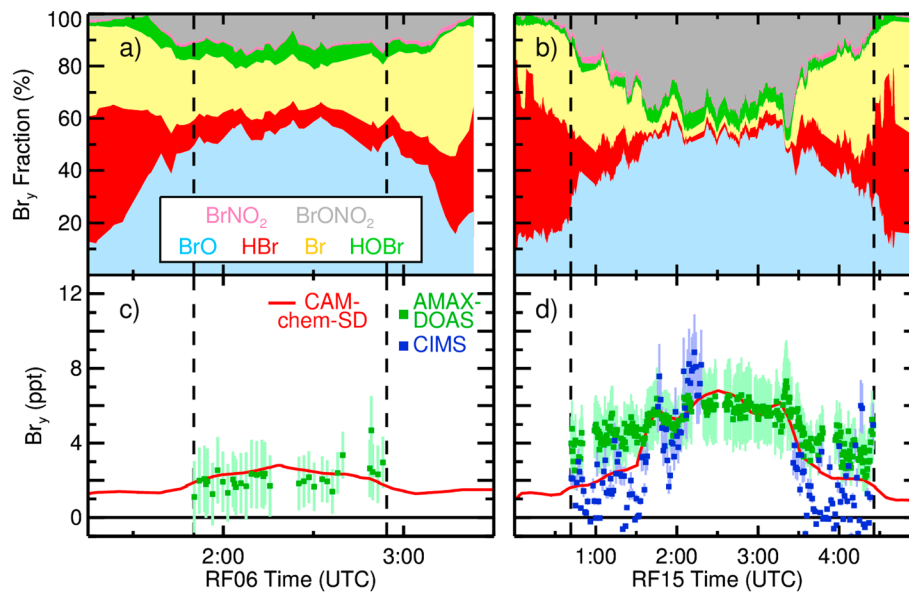 100
80
60
40
20
Br_y Fraction (%)
a)
b)
BrNO₂ BrONO₂
BrO HBr Br HOBr
12
8
4
0
Br_y (ppt)
c)
CAM-
chem-SD
AMAX-
DOAS
CIMS
d)
2:00 3:00
1:00 2:00 3:00 4:00
RF06 Time (UTC)
RF15 Time (UTC)